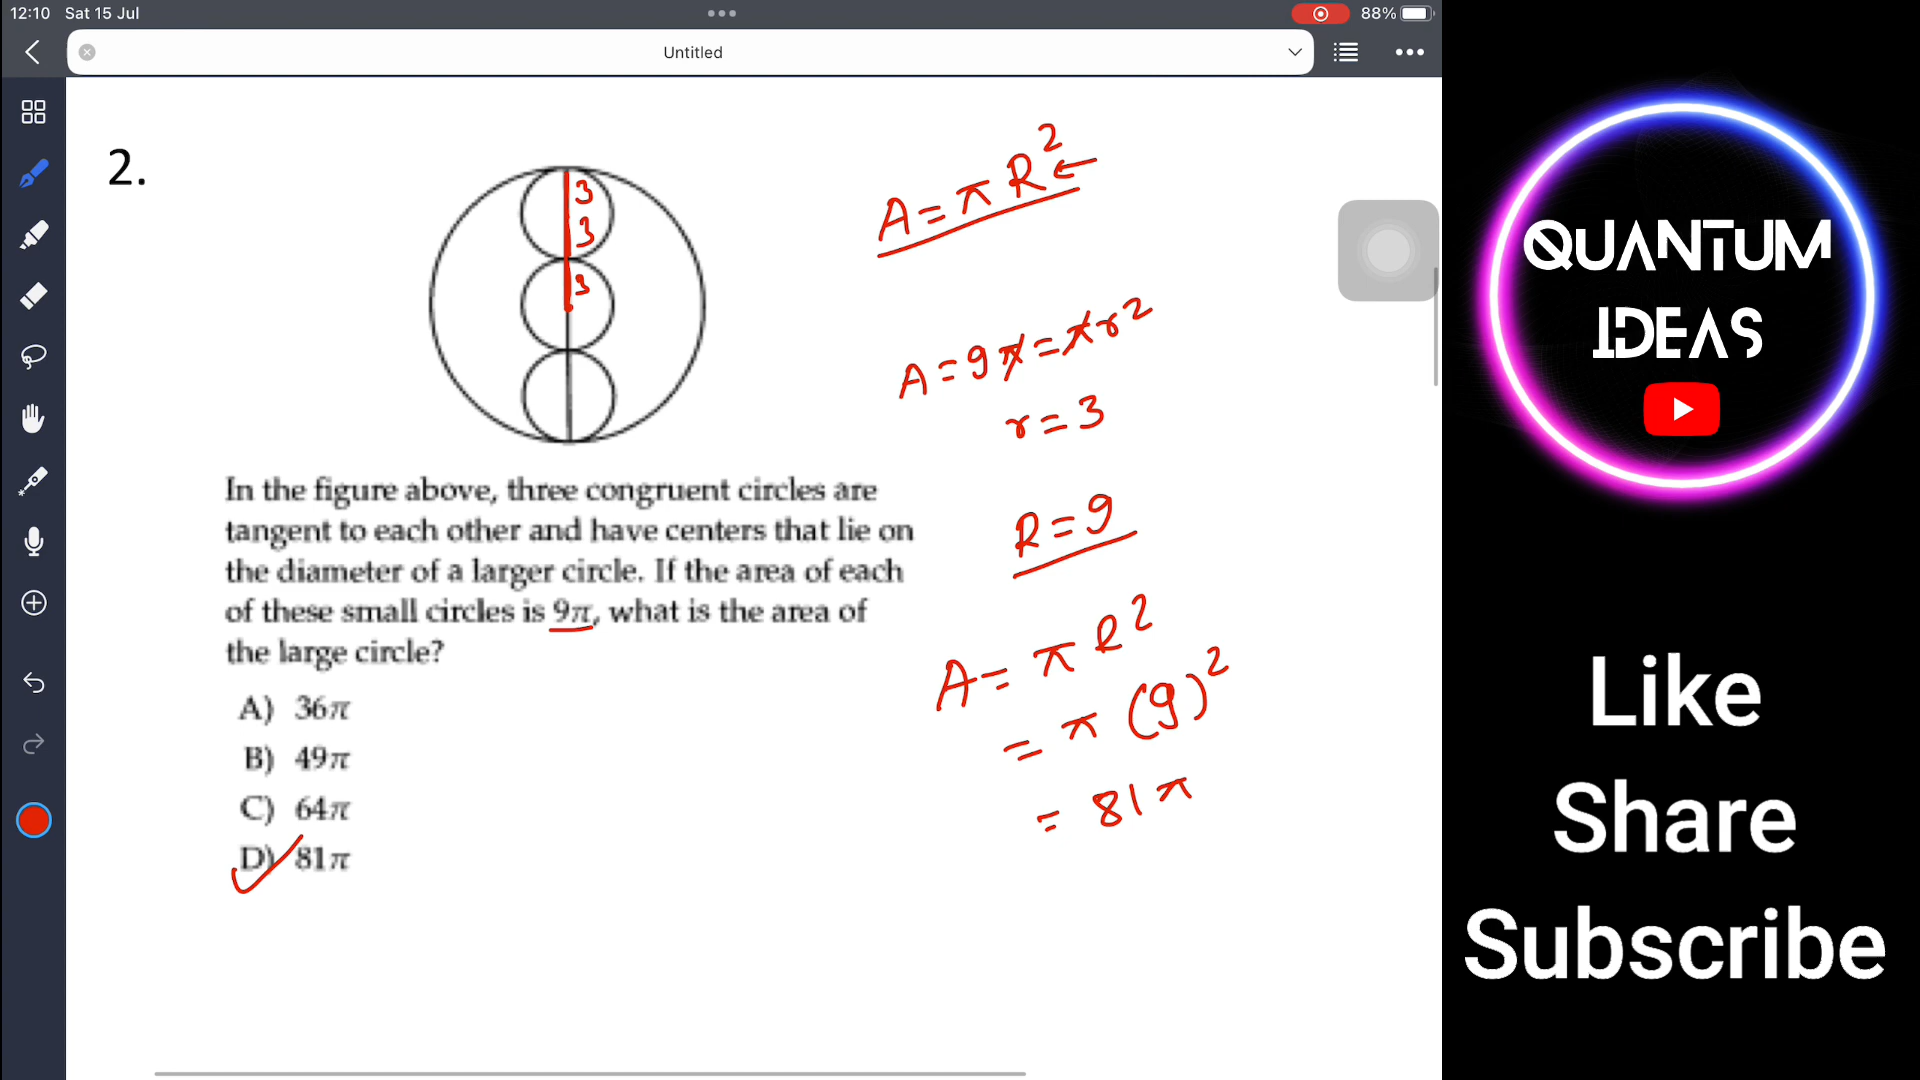 12:10 Sat 15 Jul
88%
Untitled
2.
3
3
3
A = π R²
A = 9π = πr²
r = 3
R = 9
In the figure above, three congruent circles are
tangent to each other and have centers that lie on
the diameter of a larger circle. If the area of each
of these small circles is 9π, what is the area of
the large circle?
A) 36π
B) 49π
C) 64π
D) 81π
A = π R²
= π (9)²
= 81 π
QUANTUM
IDEAS
Like
Share
Subscribe